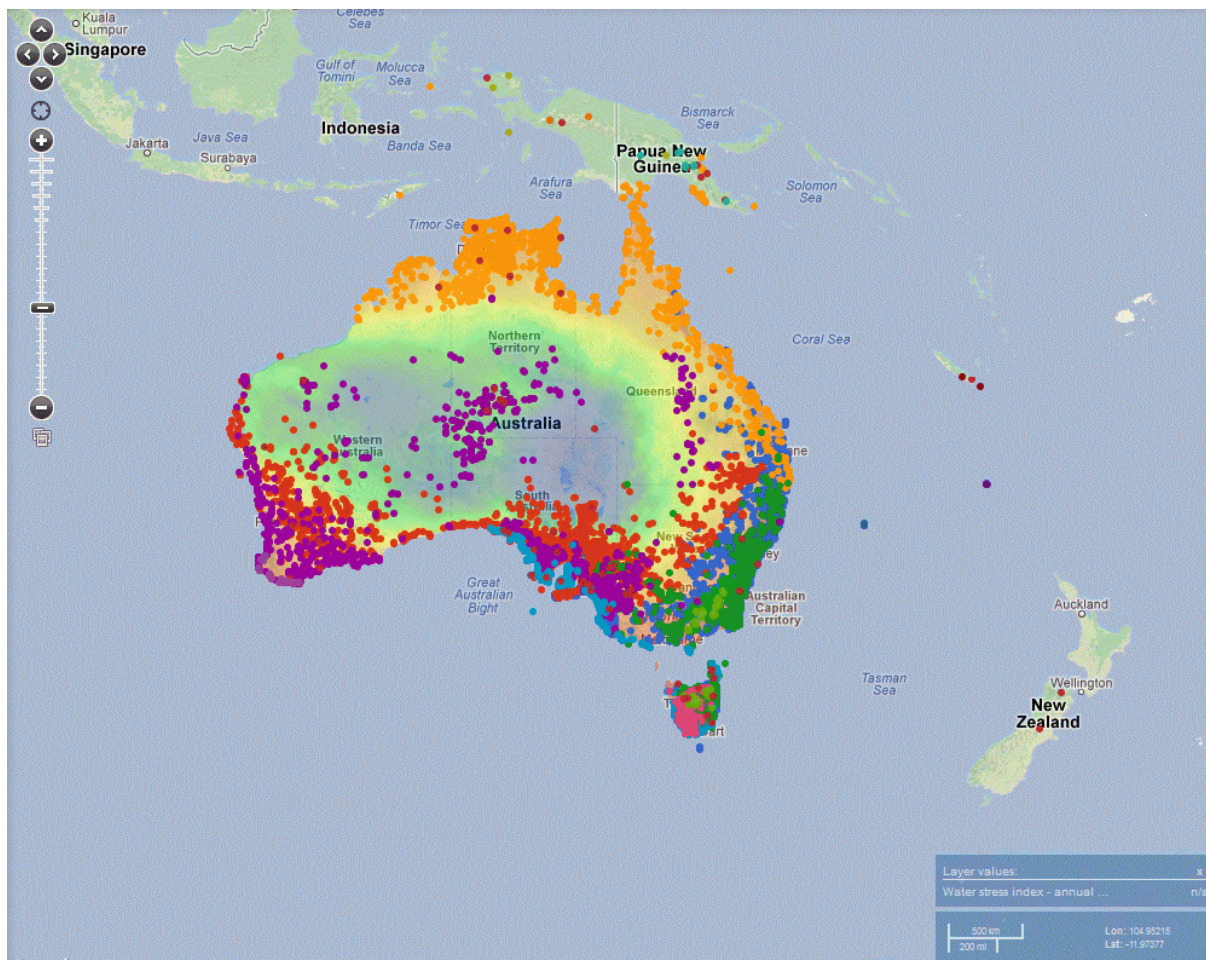 Kuala
Lumpur
Singapore
Celebes
Sea
Gulf of
Tomini
Molucca
Sea
Bismarck
Sea
Indonesia
Java Sea
Jakarta
Surabaya
Banda Sea
Papua New
Guinea
Arafura
Sea
Solomon
Sea
Timor Sea
Coral Sea
Northern
Territory
Queensland
Australia
Western
Australia
South
Great
Australian
Bight
Australian
Capital
Territory
Tasman
Sea
Auckland
Wellington
New
Zealand
Layer values: x
Water stress index - annual ... n/a
500 km
200 mi
Lon: 104.95215
Lat: -11.97377